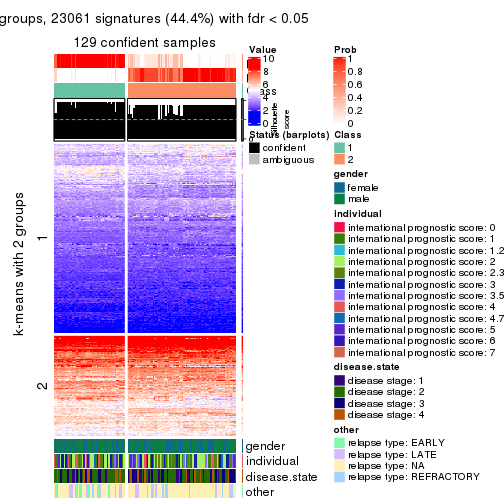 groups, 23061 signatures (44.4%) with fdr < 0.05
129 confident samples
k-means with 2 groups
1
2
gender
individual
disease.state
other
Value
10
8
6
4
2
0
Silhouette
score
Status (barplots)
confident
ambiguous
Prob
1
0.8
0.6
0.4
0.2
0
Class
1
2
gender
female
male
individual
international prognostic score: 0
international prognostic score: 1
international prognostic score: 1.2
international prognostic score: 2
international prognostic score: 2.3
international prognostic score: 3
international prognostic score: 3.5
international prognostic score: 4
international prognostic score: 4.7
international prognostic score: 5
international prognostic score: 6
international prognostic score: 7
disease.state
disease stage: 1
disease stage: 2
disease stage: 3
disease stage: 4
other
relapse type: EARLY
relapse type: LATE
relapse type: NA
relapse type: REFRACTORY